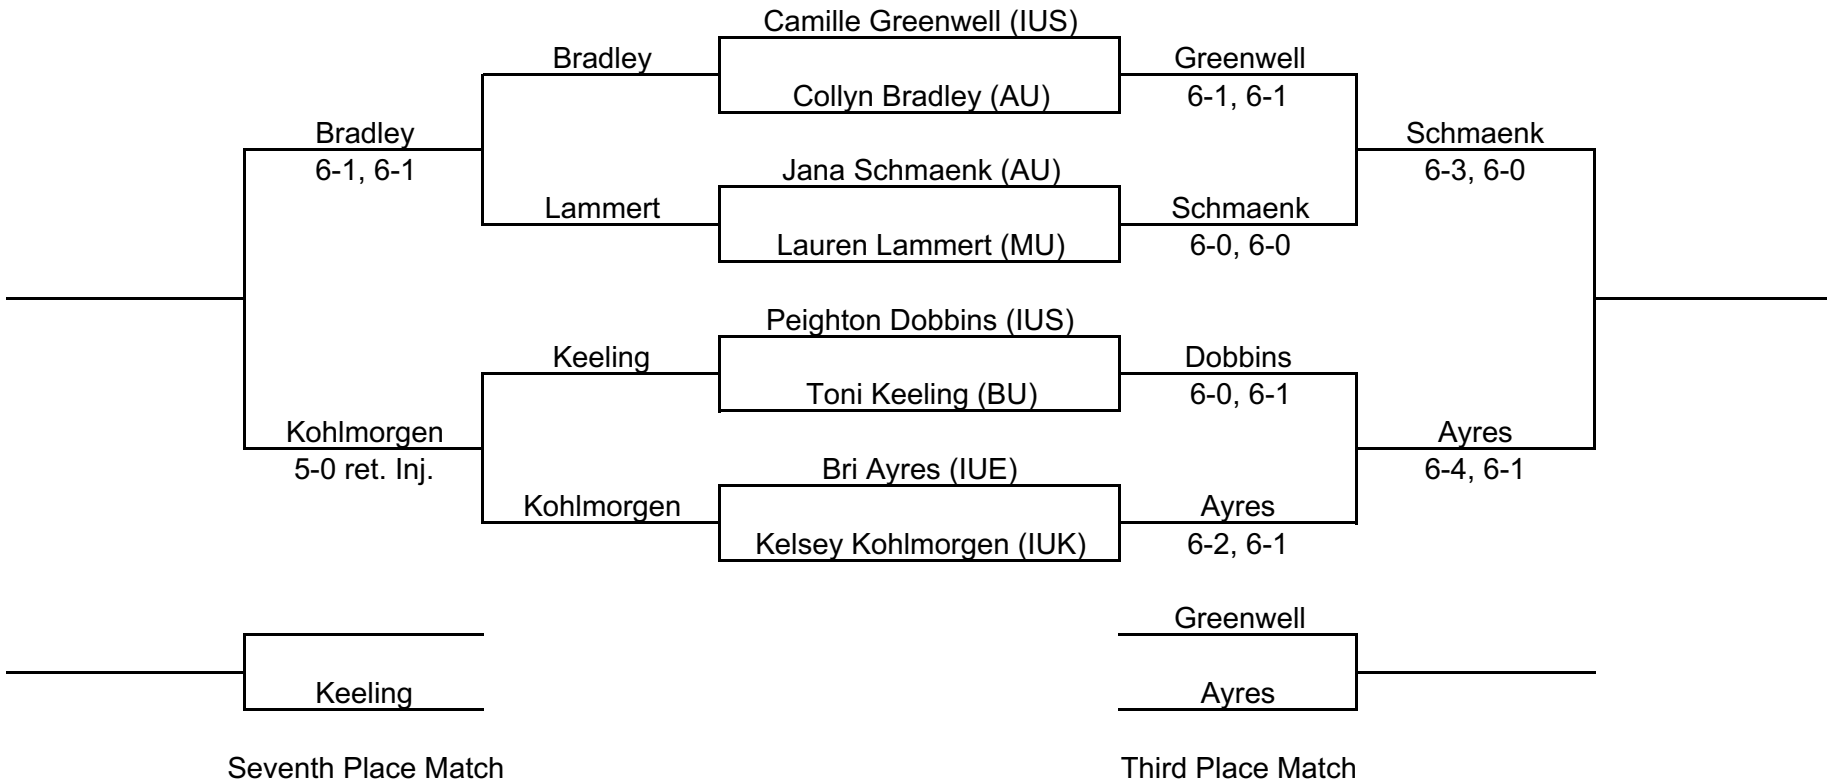 Camille Greenwell (IUS)
Bradley
Greenwell
Collyn Bradley (AU)
6-1, 6-1
Bradley
Schmaenk
6-1, 6-1
Jana Schmaenk (AU)
6-3, 6-0
Lammert
Schmaenk
Lauren Lammert (MU)
6-0, 6-0
Peighton Dobbins (IUS)
Keeling
Dobbins
Toni Keeling (BU)
6-0, 6-1
Kohlmorgen
Ayres
5-0 ret. Inj.
Bri Ayres (IUE)
6-4, 6-1
Kohlmorgen
Ayres
Kelsey Kohlmorgen (IUK)
6-2, 6-1
Greenwell
Keeling
Ayres
Seventh Place Match
Third Place Match